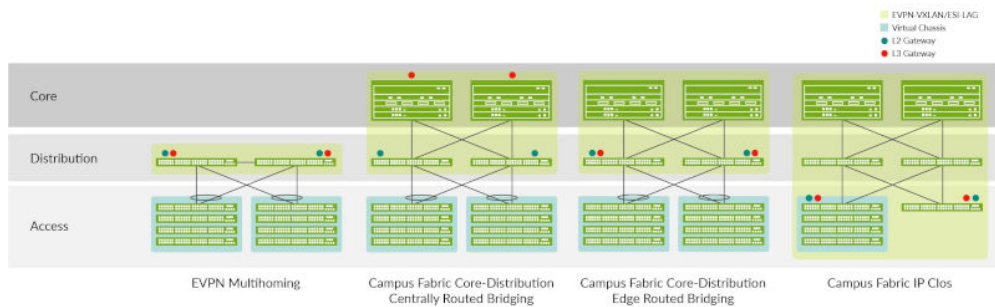 EVPN-VXLAN/ESI-LAG
Virtual Chassis
L2 Gateway
L3 Gateway
Core
Distribution
Access
EVPN Multihoming
Campus Fabric Core-Distribution
Centrally Routed Bridging
Campus Fabric Core-Distribution
Edge Routed Bridging
Campus Fabric IP Clos